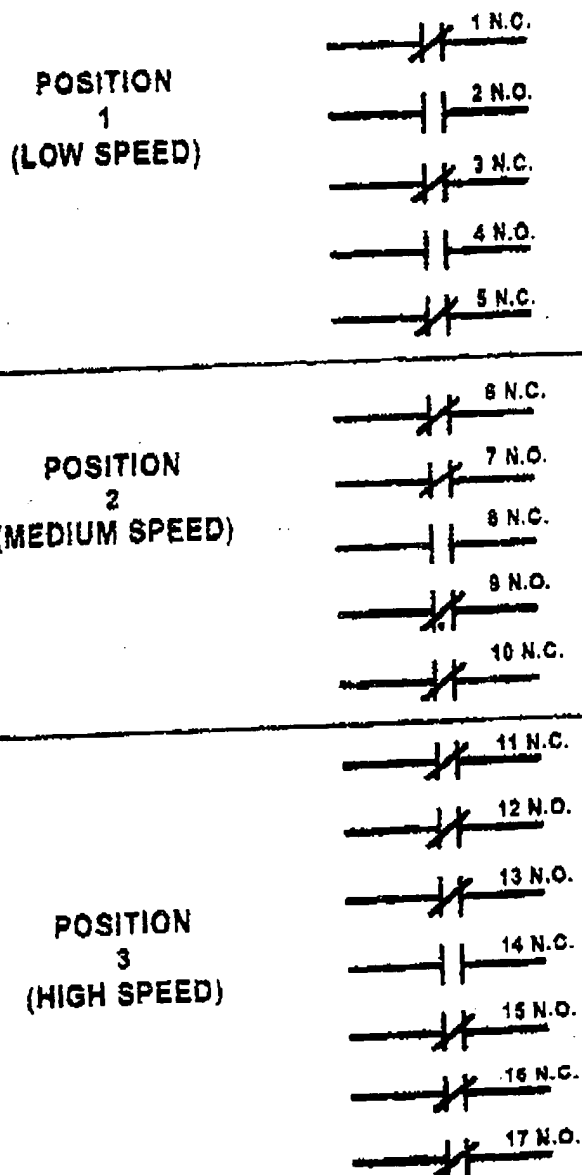 POSITION
1
(LOW SPEED)
1 N.C.
2 N.O.
3 N.C.
4 N.O.
5 N.C.
POSITION
2
(MEDIUM SPEED)
6 N.C.
7 N.O.
8 N.C.
9 N.O.
10 N.C.
POSITION
3
(HIGH SPEED)
11 N.C.
12 N.O.
13 N.O.
14 N.C.
15 N.O.
16 N.C.
17 N.O.